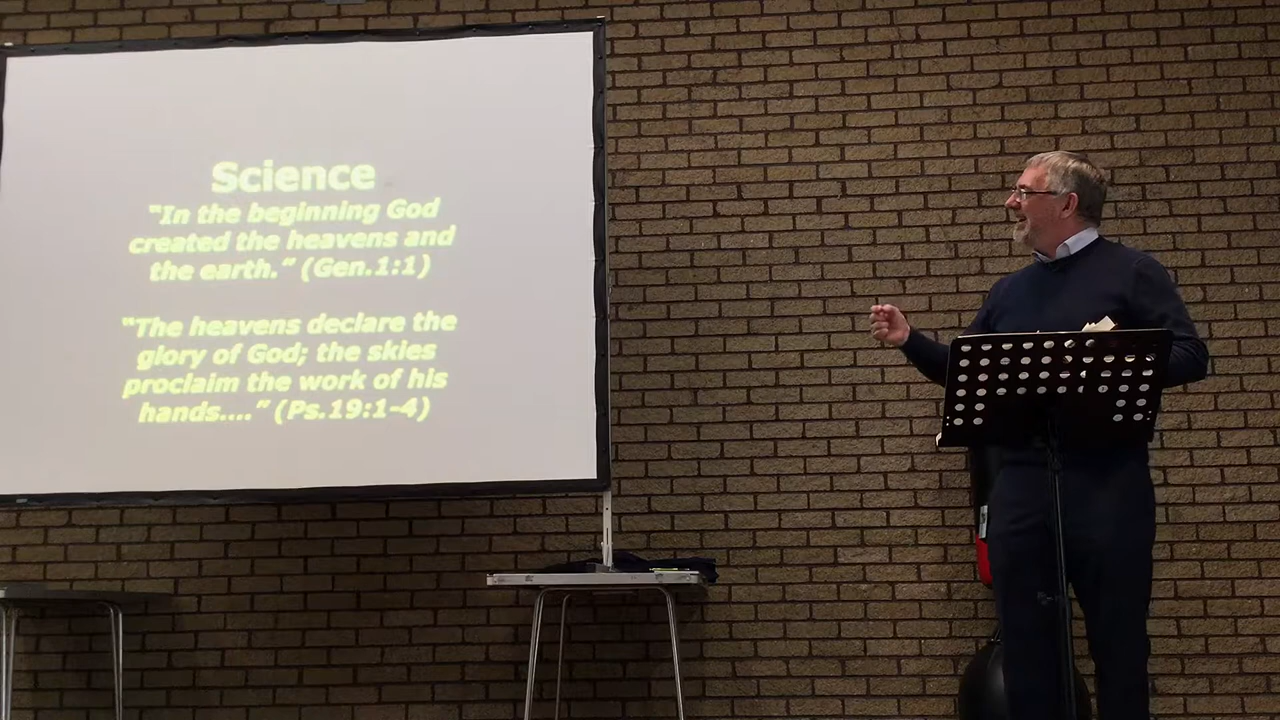 Science
“In the beginning God
created the heavens and
the earth.” (Gen.1:1)
“The heavens declare the
glory of God; the skies
proclaim the work of his
hands....” (Ps.19:1-4)